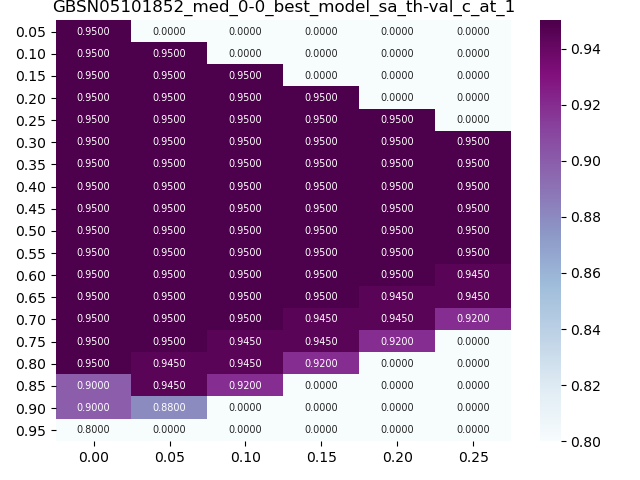 GBSN05101852_med_0-0_best_model_sa_th-val_c_at_1
0.05 0.9500 0.0000 0.0000 0.0000 0.0000 0.0000
0.10 0.9500 0.9500 0.0000 0.0000 0.0000 0.0000
0.15 0.9500 0.9500 0.9500 0.0000 0.0000 0.0000
0.20 0.9500 0.9500 0.9500 0.9500 0.0000 0.0000
0.25 0.9500 0.9500 0.9500 0.9500 0.9500 0.0000
0.30 0.9500 0.9500 0.9500 0.9500 0.9500 0.9500
0.35 0.9500 0.9500 0.9500 0.9500 0.9500 0.9500
0.40 0.9500 0.9500 0.9500 0.9500 0.9500 0.9500
0.45 0.9500 0.9500 0.9500 0.9500 0.9500 0.9500
0.50 0.9500 0.9500 0.9500 0.9500 0.9500 0.9500
0.55 0.9500 0.9500 0.9500 0.9500 0.9500 0.9500
0.60 0.9500 0.9500 0.9500 0.9500 0.9500 0.9450
0.65 0.9500 0.9500 0.9500 0.9500 0.9450 0.9450
0.70 0.9500 0.9500 0.9500 0.9450 0.9450 0.9200
0.75 0.9500 0.9500 0.9450 0.9450 0.9200 0.0000
0.80 0.9500 0.9450 0.9450 0.9200 0.0000 0.0000
0.85 0.9000 0.9450 0.9200 0.0000 0.0000 0.0000
0.90 0.9000 0.8800 0.0000 0.0000 0.0000 0.0000
0.95 0.8000 0.0000 0.0000 0.0000 0.0000 0.0000
0.00 0.05 0.10 0.15 0.20 0.25
0.94
0.92
0.90
0.88
0.86
0.84
0.82
0.80